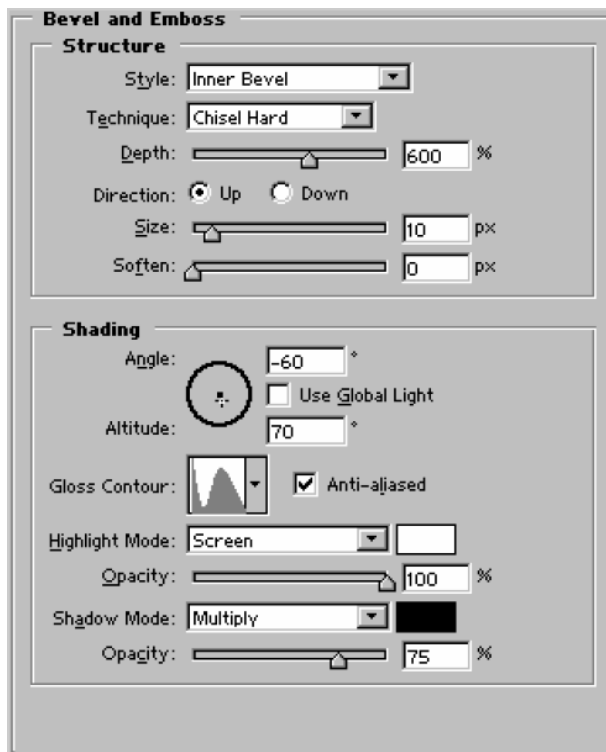 Bevel and Emboss
Structure
Style: Inner Bevel
Technique: Chisel Hard
Depth: 600 %
Direction: Up Down
Size: 10 px
Soften: 0 px
Shading
Angle: -60 °
Use Global Light
Altitude: 70 °
Gloss Contour: Anti-aliased
Highlight Mode: Screen
Opacity: 100 %
Shadow Mode: Multiply
Opacity: 75 %